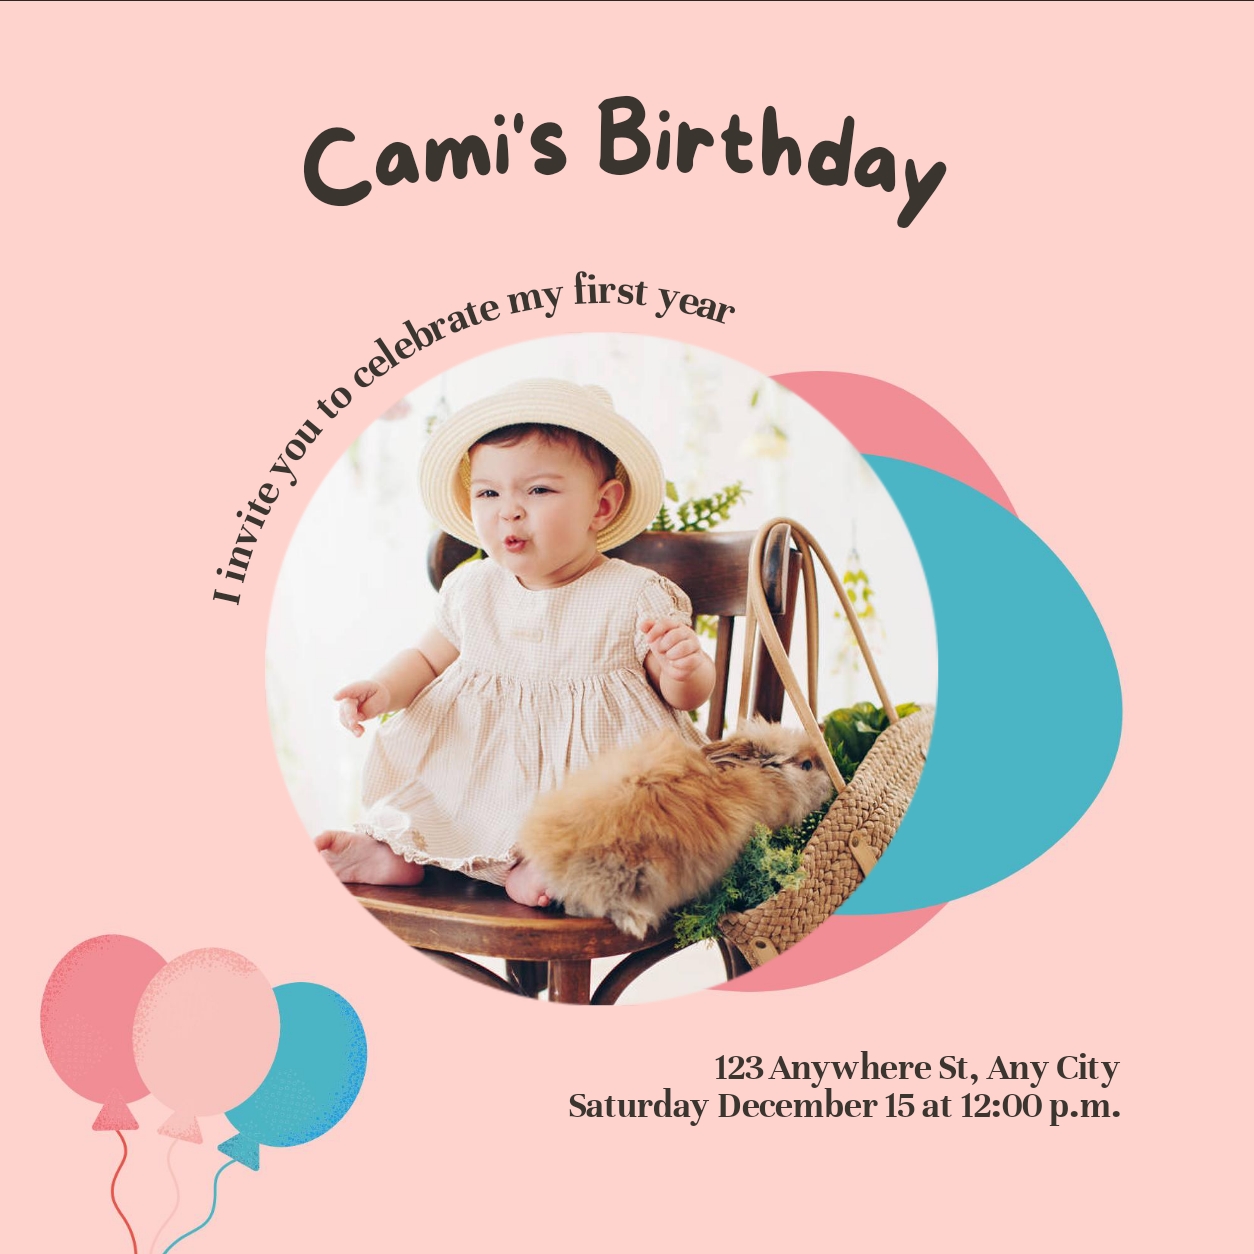 Cami's Birthday
I invite you to celebrate my first year
123 Anywhere St, Any City
Saturday December 15 at 12:00 p.m.